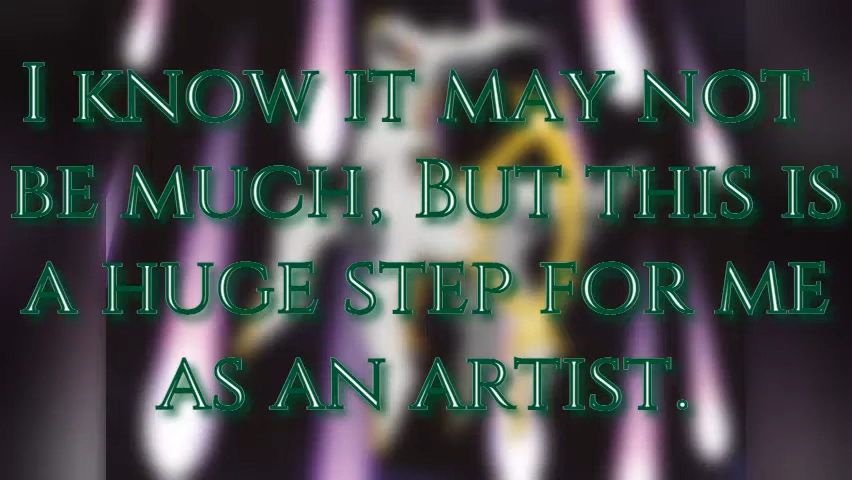 I know it may not
be much, But this is
a huge step for me
as an artist.